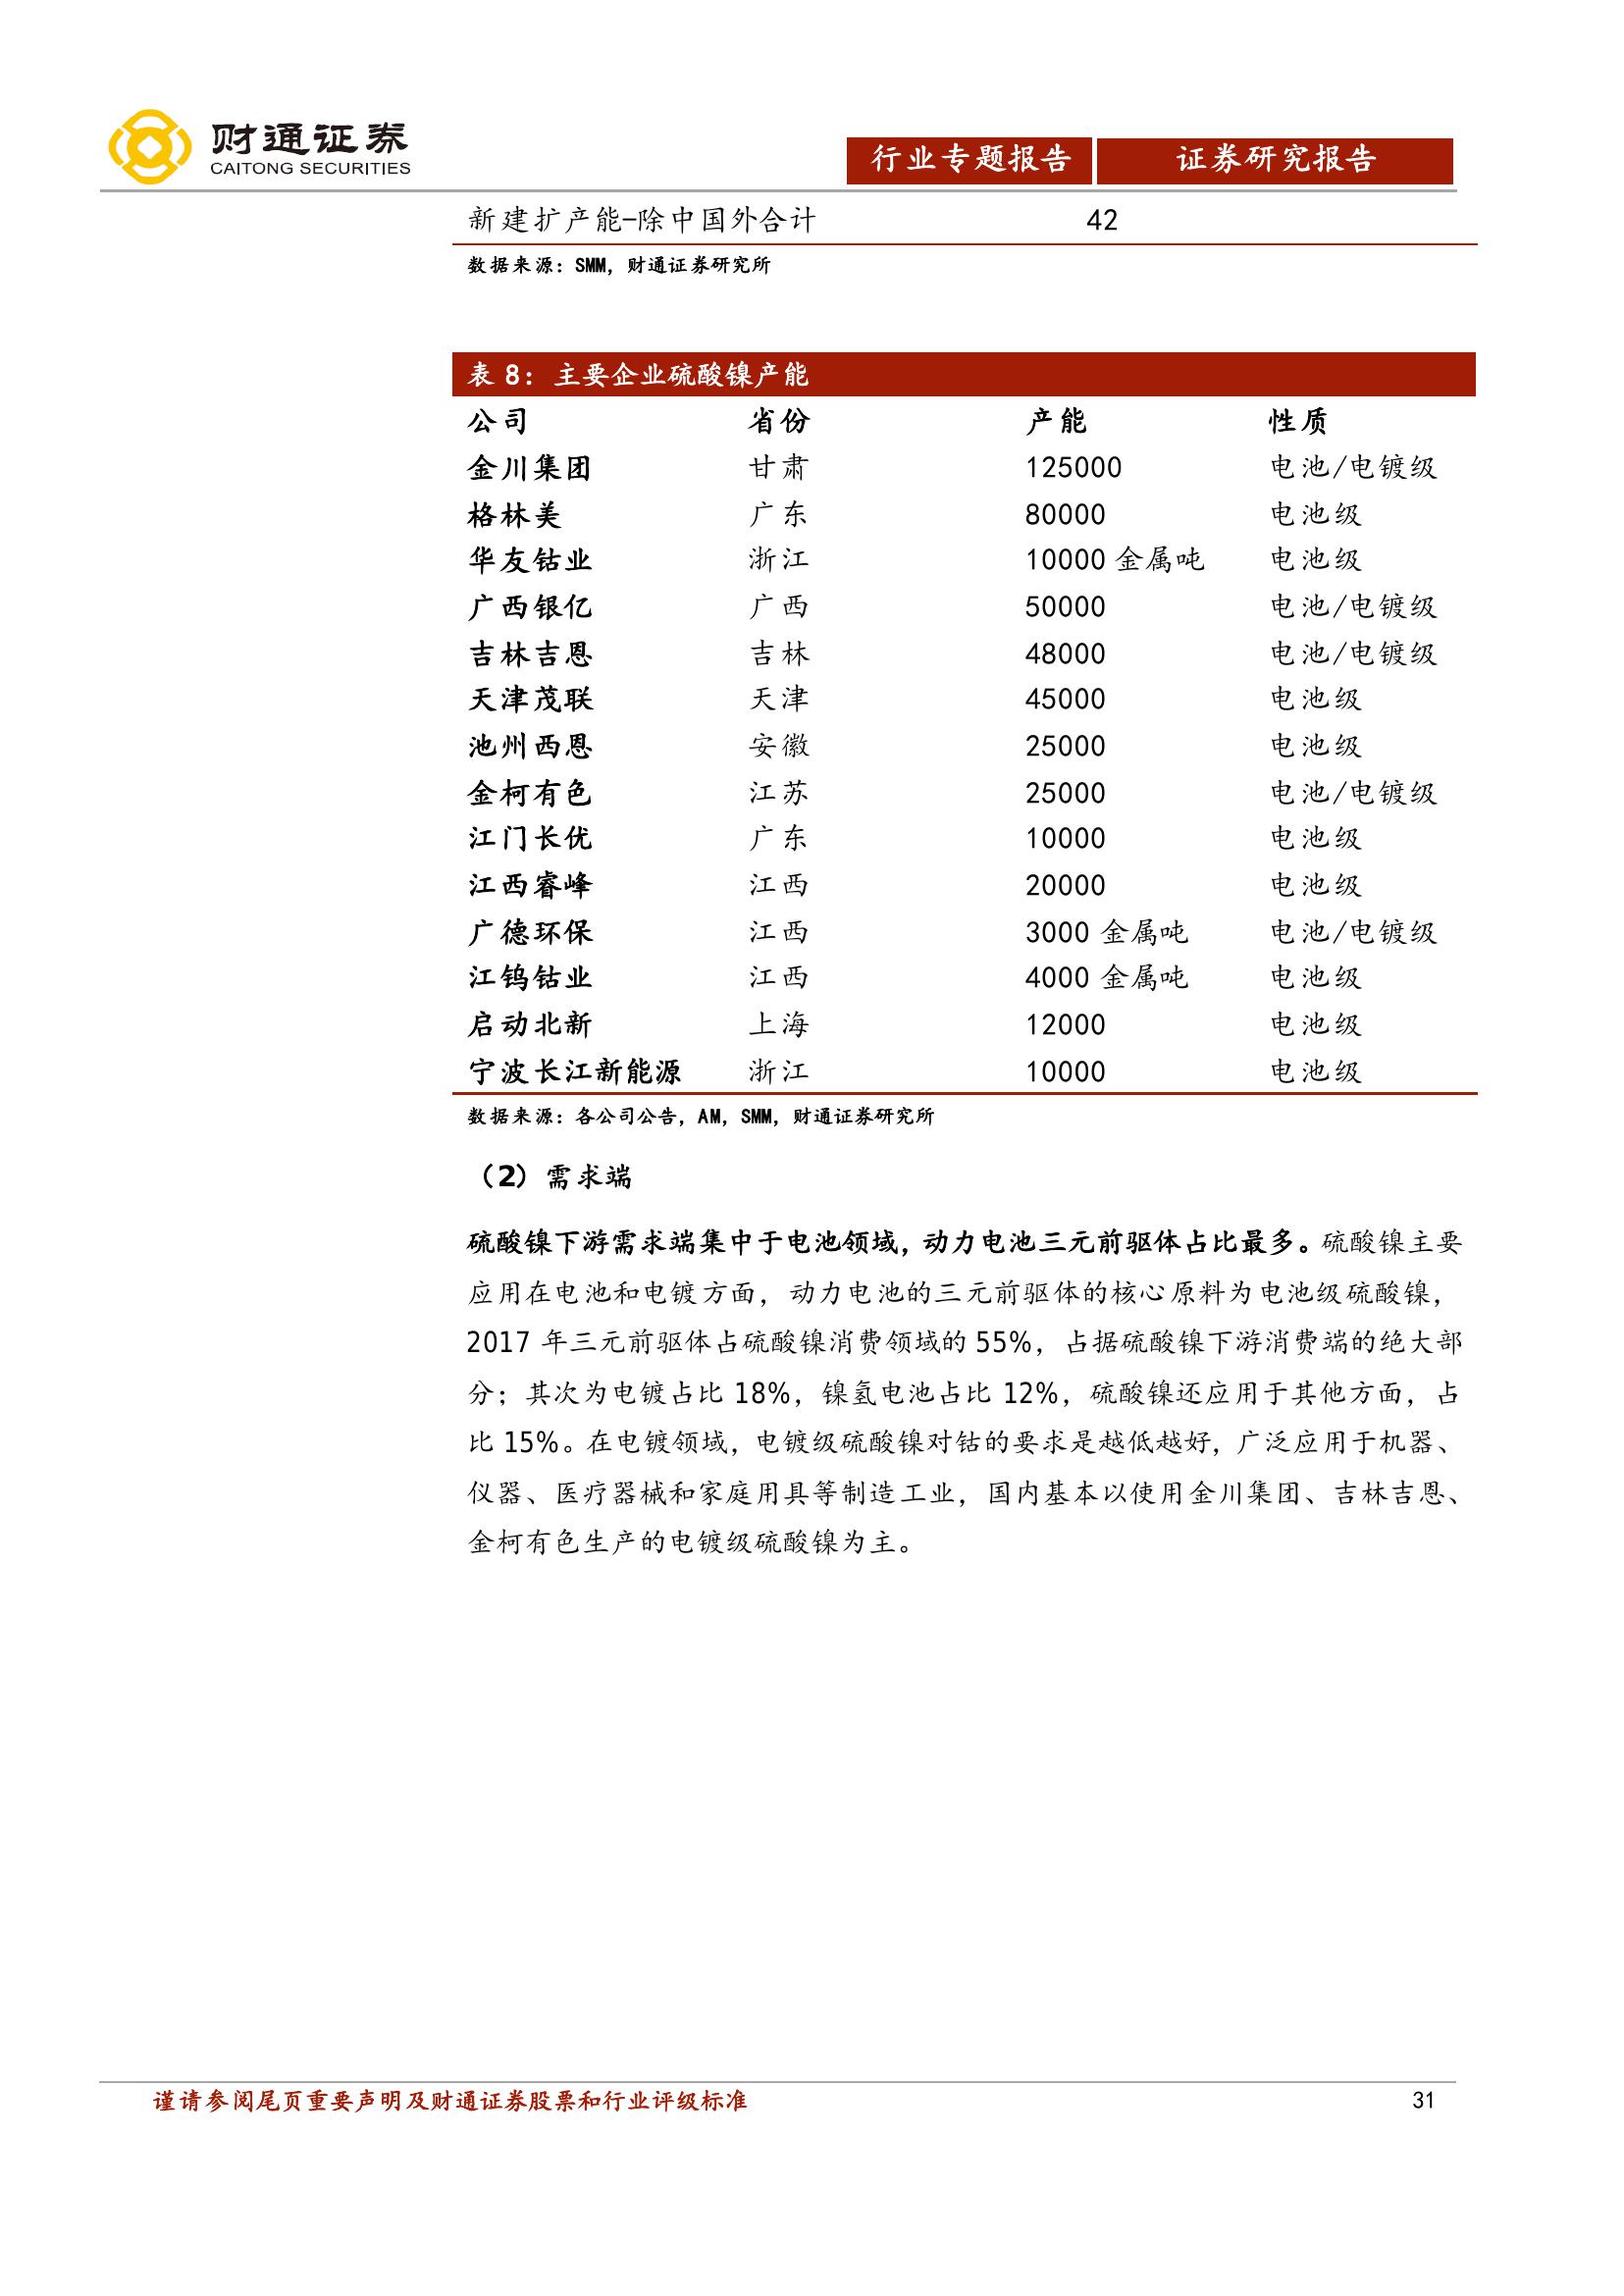 财通证券
CAITONG SECURITIES
行业专题报告 证券研究报告
新建扩产能-除中国外合计 42
数据来源：SMM，财通证券研究所
表 8：主要企业硫酸镍产能
公司 省份 产能 性质
金川集团 甘肃 125000 电池/电镀级
格林美 广东 80000 电池级
华友钴业 浙江 10000 金属吨 电池级
广西银亿 广西 50000 电池/电镀级
吉林吉恩 吉林 48000 电池/电镀级
天津茂联 天津 45000 电池级
池州西恩 安徽 25000 电池级
金柯有色 江苏 25000 电池/电镀级
江门长优 广东 10000 电池级
江西睿峰 江西 20000 电池级
广德环保 江西 3000 金属吨 电池/电镀级
江钨钴业 江西 4000 金属吨 电池级
启动北新 上海 12000 电池级
宁波长江新能源 浙江 10000 电池级
数据来源：各公司公告，AM，SMM，财通证券研究所
（2）需求端
硫酸镍下游需求端集中于电池领域，动力电池三元前驱体占比最多。硫酸镍主要
应用在电池和电镀方面，动力电池的三元前驱体的核心原料为电池级硫酸镍，
2017 年三元前驱体占硫酸镍消费领域的 55%，占据硫酸镍下游消费端的绝大部
分；其次为电镀占比 18%，镍氢电池占比 12%，硫酸镍还应用于其他方面，占
比 15%。在电镀领域，电镀级硫酸镍对钴的要求是越低越好，广泛应用于机器、
仪器、医疗器械和家庭用具等制造工业，国内基本以使用金川集团、吉林吉恩、
金柯有色生产的电镀级硫酸镍为主。
谨请参阅尾页重要声明及财通证券股票和行业评级标准 31